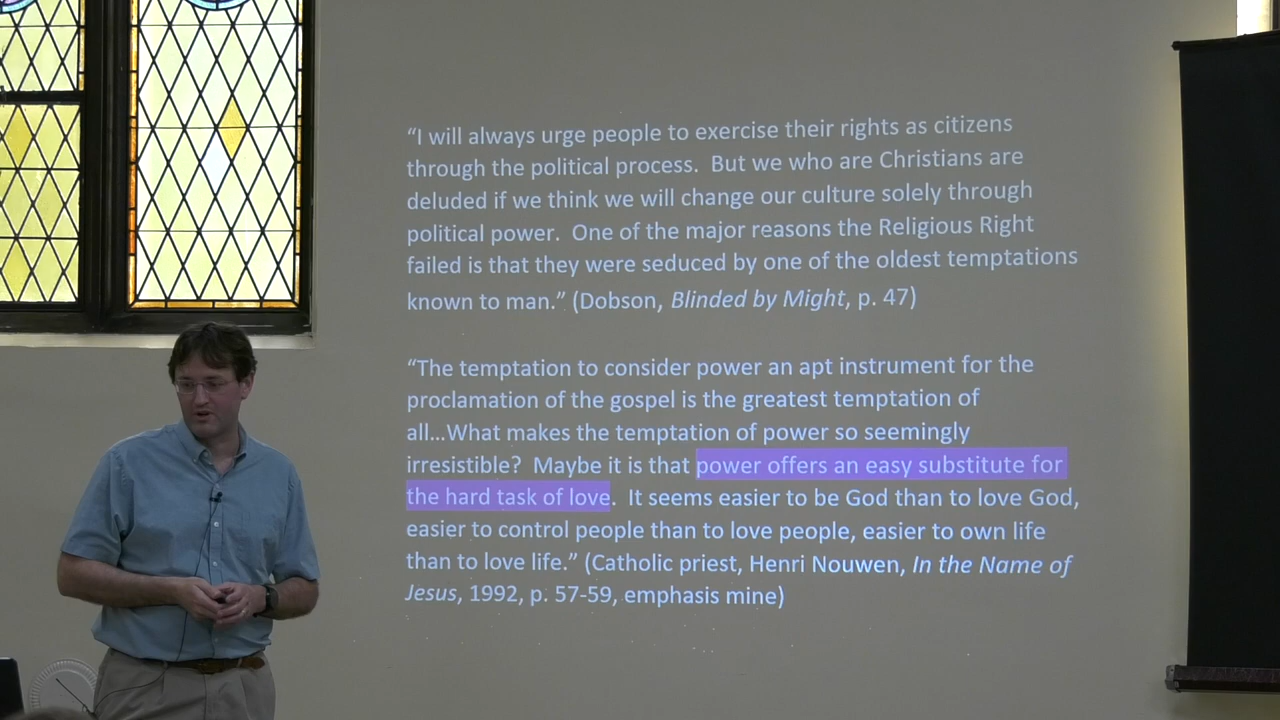 “I will always urge people to exercise their rights as citizens
through the political process.  But we who are Christians are
deluded if we think we will change our culture solely through
political power.  One of the major reasons the Religious Right
failed is that they were seduced by one of the oldest temptations
known to man.” (Dobson, Blinded by Might, p. 47)
“The temptation to consider power an apt instrument for the
proclamation of the gospel is the greatest temptation of
all…What makes the temptation of power so seemingly
irresistible?  Maybe it is that power offers an easy substitute for
the hard task of love.  It seems easier to be God than to love God,
easier to control people than to love people, easier to own life
than to love life.” (Catholic priest, Henri Nouwen, In the Name of
Jesus, 1992, p. 57-59, emphasis mine)